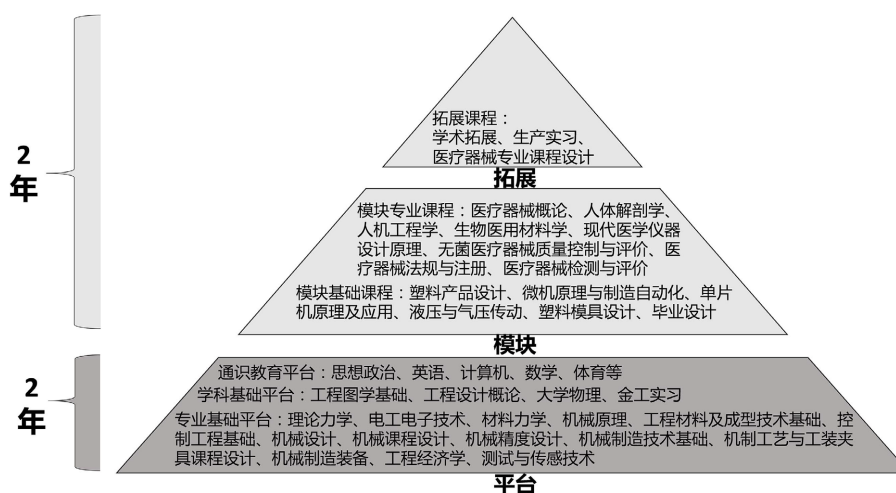 拓展课程：
学术拓展、生产实习、
医疗器械专业课程设计
拓展
2
年
模块专业课程：医疗器械概论、人体解剖学、
人机工程学、生物医用材料学、现代医学仪器
设计原理、无菌医疗器械质量控制与评价、医
疗器械法规与注册、医疗器械检测与评价
模块基础课程：塑料产品设计、微机原理与制造自动化、单片
机原理及应用、液压与气压传动、塑料模具设计、毕业设计
模块
2
年
通识教育平台：思想政治、英语、计算机、数学、体育等
学科基础平台：工程图学基础、工程设计概论、大学物理、金工实习
专业基础平台：理论力学、电工电子技术、材料力学、机械原理、工程材料及成型技术基础、控
制工程基础、机械设计、机械课程设计、机械精度设计、机械制造技术基础、机制工艺与工装夹
具课程设计、机械制造装备、工程经济学、测试与传感技术
平台